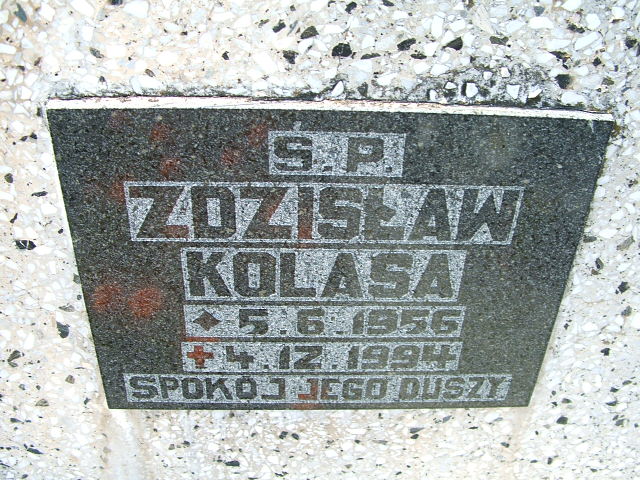 S.P.
ZDZISŁAW
KOLASA
✦ 5.6.1956
✝ 4.12.1994
SPOKÓJ JEGO DUSZY